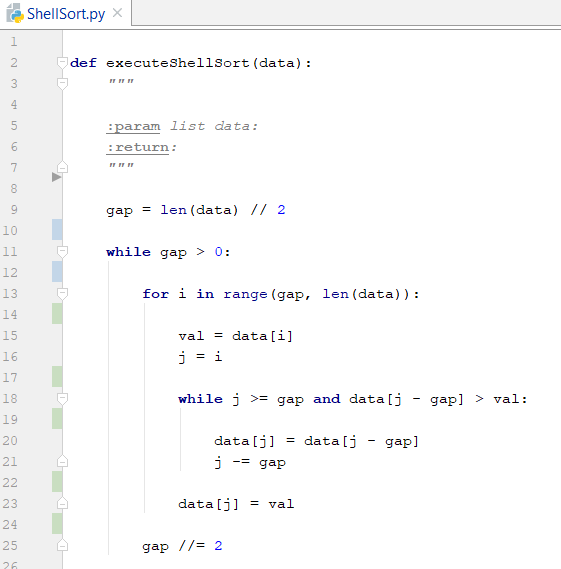 ShellSort.py
1
2 def executeShellSort(data):
3 """
4
5 :param list data:
6 :return:
7 """
8
9 gap = len(data) // 2
10
11 while gap > 0:
12
13 for i in range(gap, len(data)):
14
15 val = data[i]
16 j = i
17
18 while j >= gap and data[j - gap] > val:
19
20 data[j] = data[j - gap]
21 j -= gap
22
23 data[j] = val
24
25 gap //= 2
26